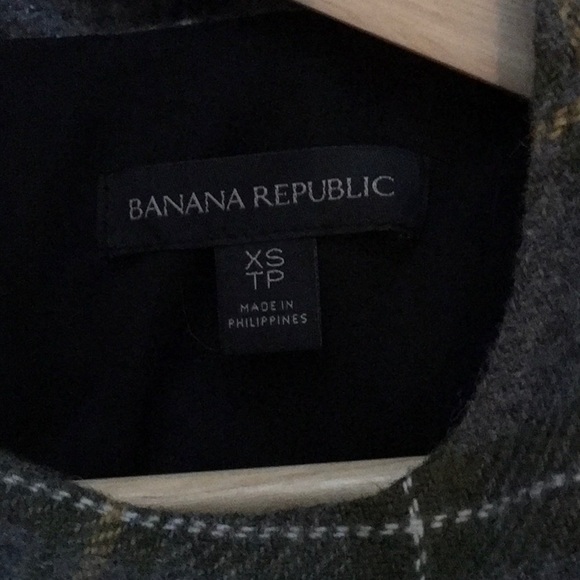 BANANA REPUBLIC
XS
TP
MADE IN
PHILIPPINES